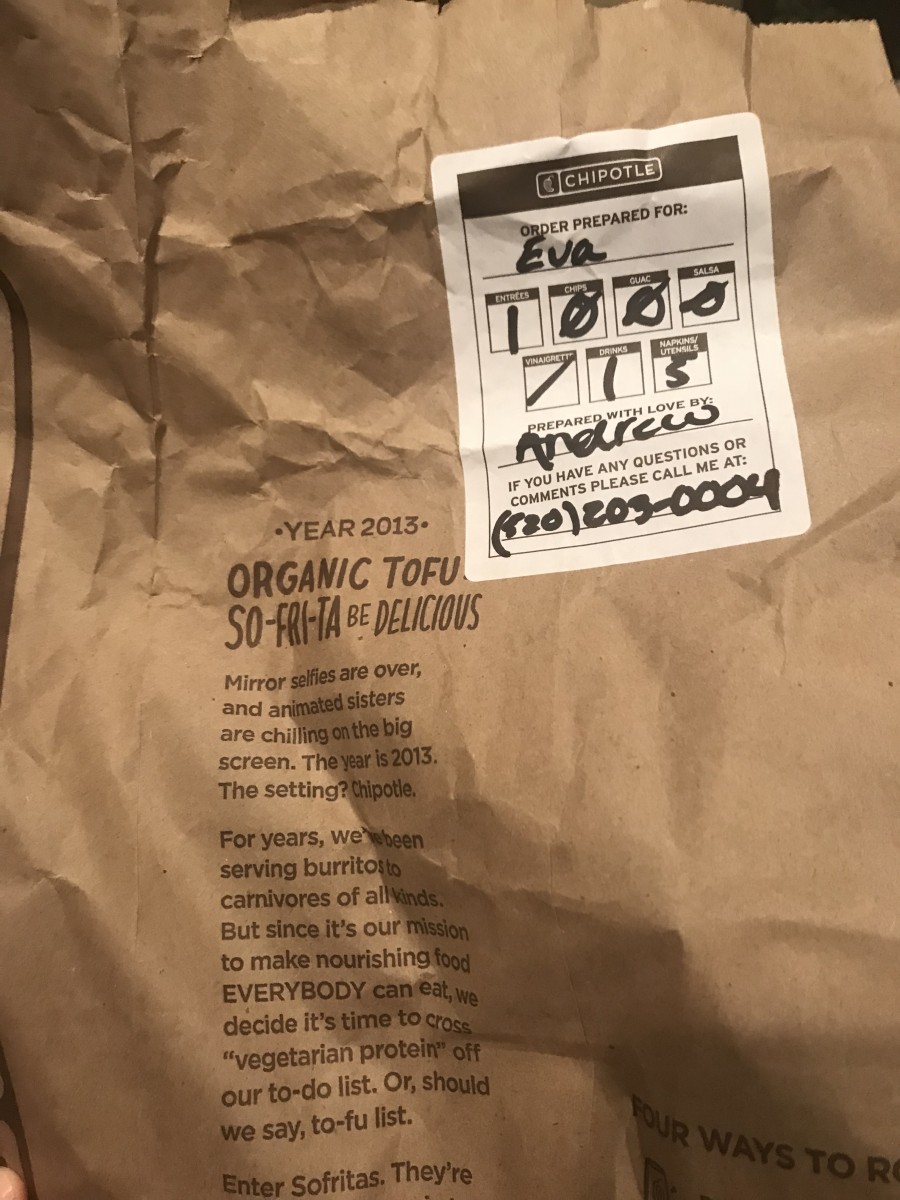 CHIPOTLE
ORDER PREPARED FOR:
Eva
ENTRÉES CHIPS GUAC SALSA
1 0 0 0
VINAIGRETTE DRINKS NAPKINS/
UTENSILS
/ 1 5
PREPARED WITH LOVE BY:
Andrew
IF YOU HAVE ANY QUESTIONS OR
COMMENTS PLEASE CALL ME AT:
(520)203-0004
•YEAR 2013•
ORGANIC TOFU
SO-FRI-TA BE DELICIOUS
Mirror selfies are over,
and animated sisters
are chilling on the big
screen. The year is 2013.
The setting? Chipotle.
For years, we've been
serving burritos to
carnivores of all kinds.
But since it's our mission
to make nourishing food
EVERYBODY can eat, we
decide it's time to cross
“vegetarian protein” off
our to-do list. Or, should
we say, to-fu list.
Enter Sofritas. They're
FOUR WAYS TO